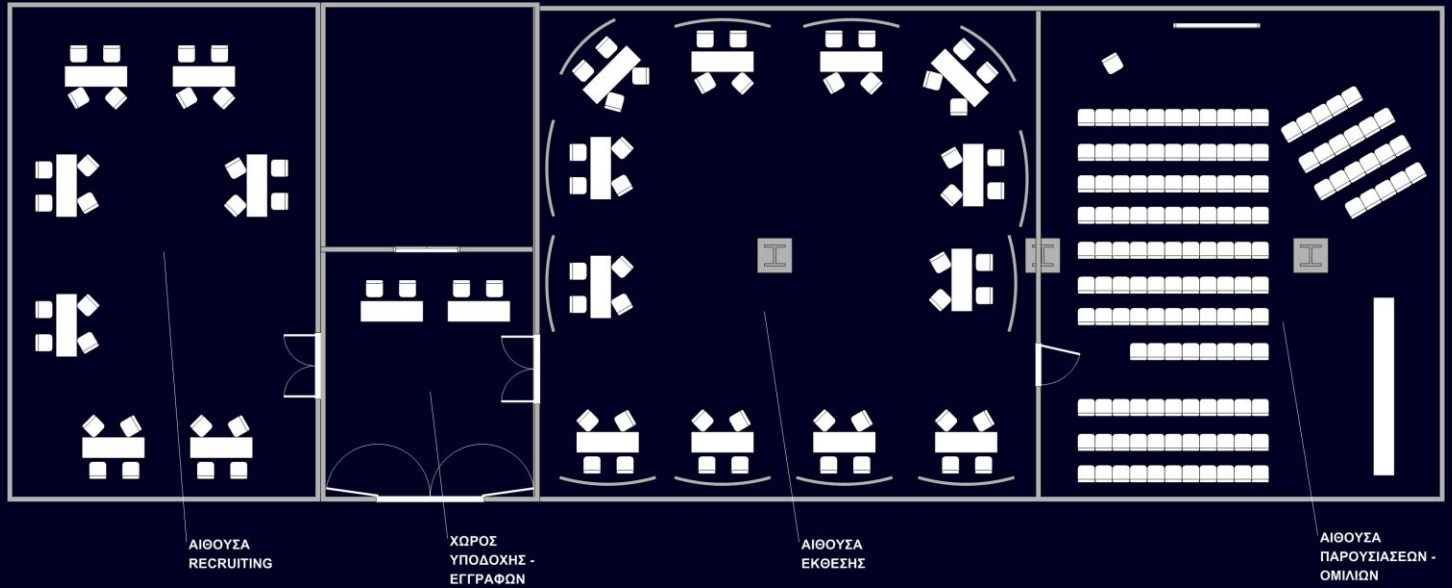 ΑΙΘΟΥΣΑ
RECRUITING
ΧΩΡΟΣ
ΥΠΟΔΟΧΗΣ -
ΕΓΓΡΑΦΩΝ
ΑΙΘΟΥΣΑ
ΕΚΘΕΣΗΣ
ΑΙΘΟΥΣΑ
ΠΑΡΟΥΣΙΑΣΕΩΝ -
ΟΜΙΛΙΩΝ